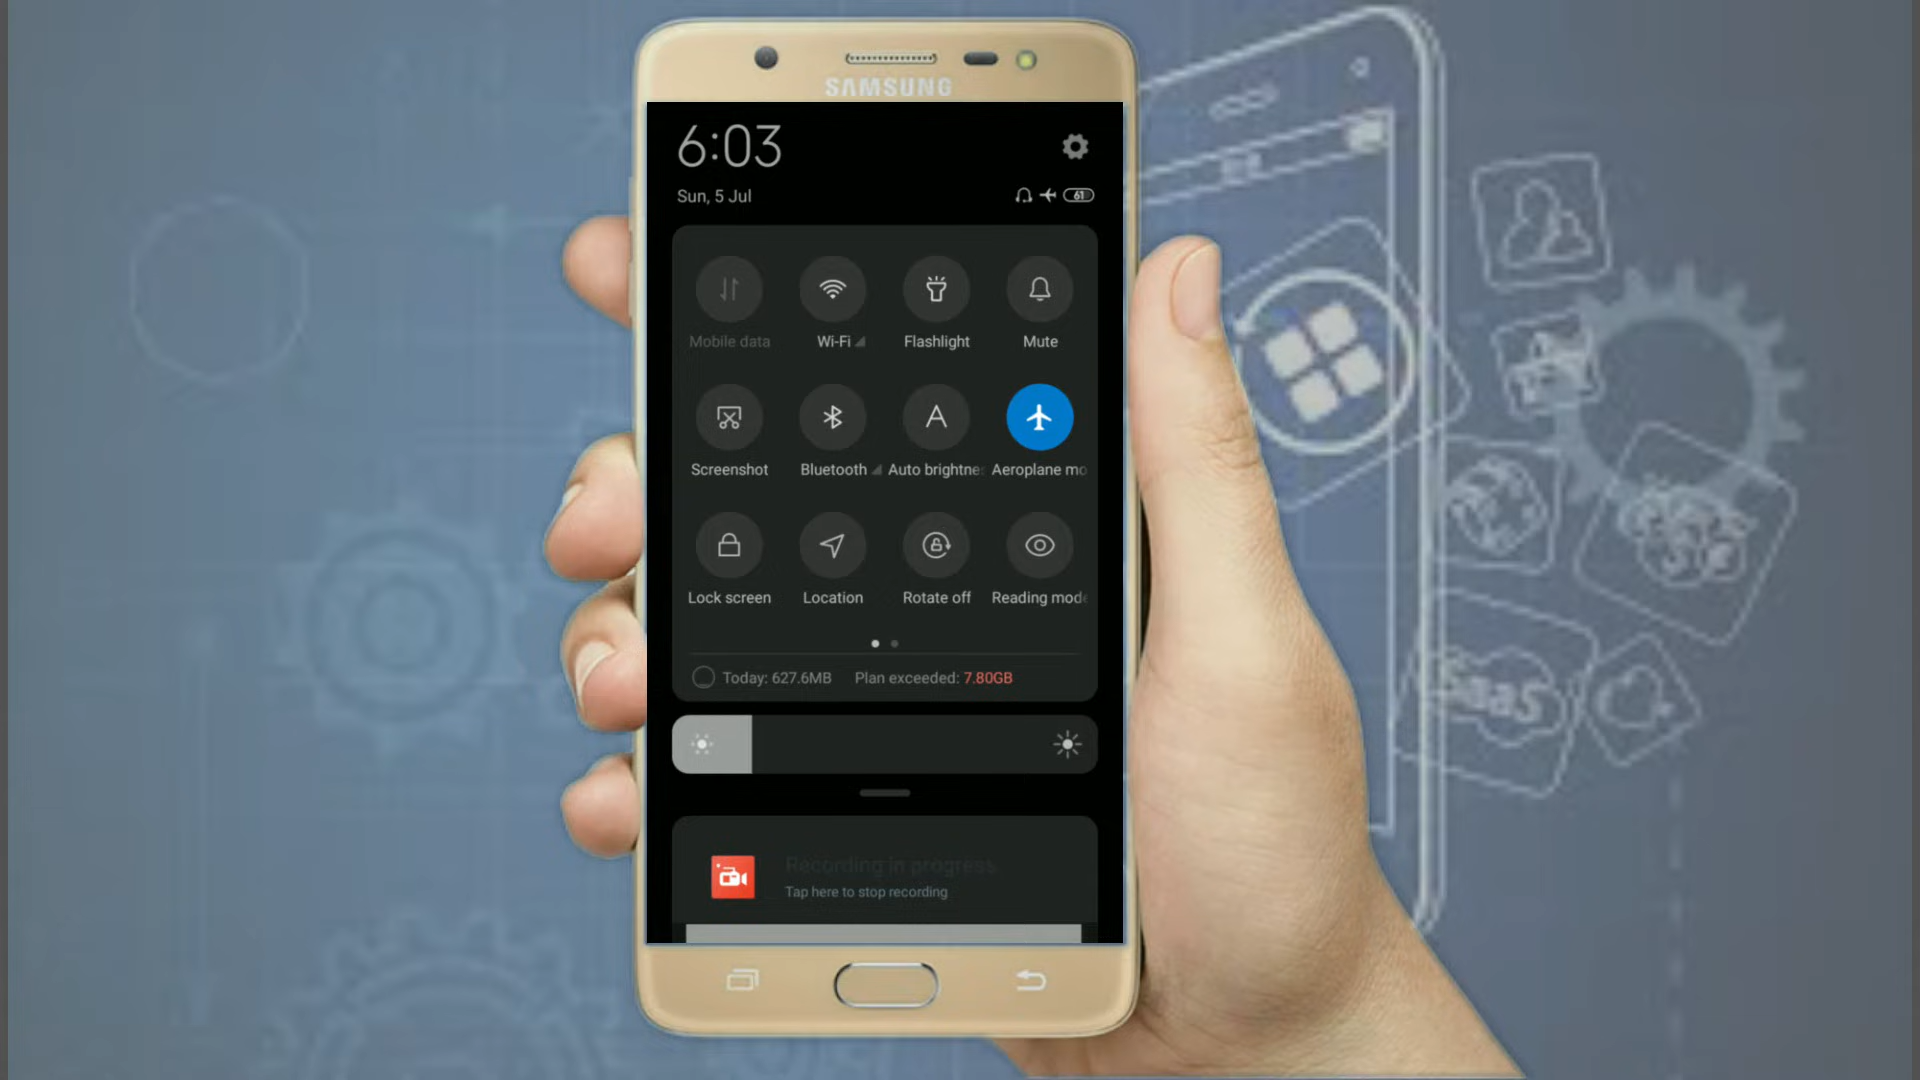 SAMSUNG
6:03
Sun, 5 Jul
61
Mobile data
Wi-Fi
Flashlight
Mute
Screenshot
Bluetooth
Auto brightne
Aeroplane mo
Lock screen
Location
Rotate off
Reading mode
Today: 627.6MB
Plan exceeded: 7.80GB
Recording in progress
Tap here to stop recording
SaaS